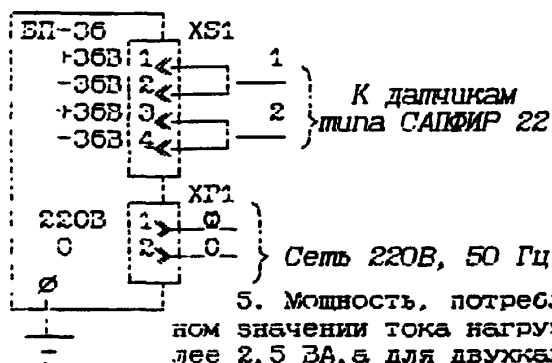 БП-36
XS1
+36В 1
1
-36В 2
К датчикам
+36В 3
2
типа САПФИР 22
-36В 4
XP1
220В 1
0 2 0
Сеть 220В, 50 Гц
5. Мощность, потребл
ном значении тока нагру
лее 2,5 ВА, а для двухка